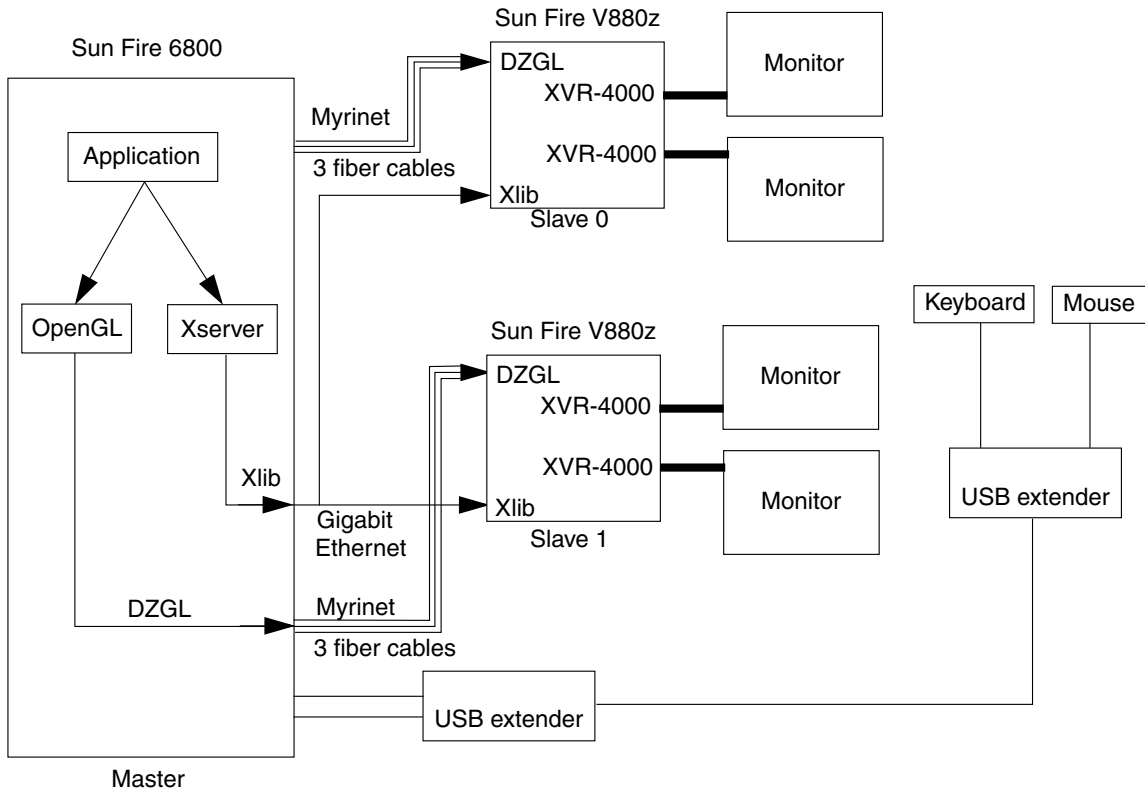 Sun Fire 6800
Application
OpenGL
Xserver
Xlib
DZGL
Master
Myrinet
3 fiber cables
Sun Fire V880z
DZGL
XVR-4000
XVR-4000
Xlib
Slave 0
Monitor
Monitor
Gigabit
Ethernet
Myrinet
3 fiber cables
Sun Fire V880z
DZGL
XVR-4000
XVR-4000
Xlib
Slave 1
Monitor
Monitor
Keyboard
Mouse
USB extender
USB extender